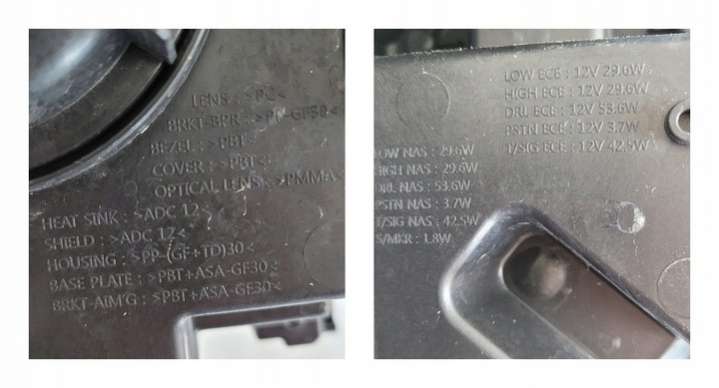 LENS : >PC<
BRKT-BPR : >PP-GF30<
BEZEL : >PBT<
COVER : >PBT<
OPTICAL LENS : >PMMA<
HEAT SINK : >ADC 12<
SHIELD : >ADC 12<
HOUSING : >PP-(GF+TD)30<
BASE PLATE : >PBT+ASA-GF30<
BRKT-AIM'G : >PBT+ASA-GF30<
LOW ECE : 12V 29.6W
HIGH ECE : 12V 29.6W
DRL ECE : 12V 53.6W
PSTN ECE : 12V 3.7W
T/SIG ECE : 12V 42.5W
LOW NAS : 29.6W
HIGH NAS : 29.6W
DRL NAS : 53.6W
PSTN NAS : 3.7W
T/SIG NAS : 42.5W
S/MKR : 1.8W